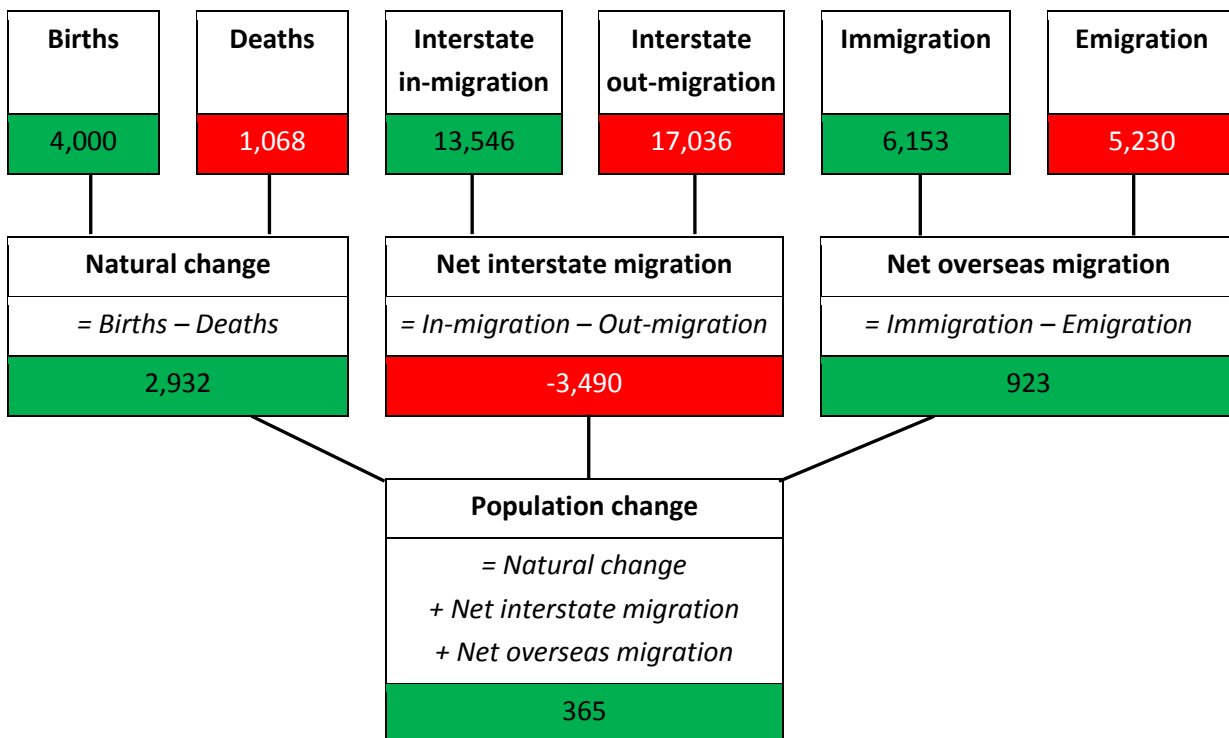 Births
Deaths
Interstate
in-migration
Interstate
out-migration
Immigration
Emigration
4,000
1,068
13,546
17,036
6,153
5,230
Natural change
Net interstate migration
Net overseas migration
= Births – Deaths
= In-migration – Out-migration
= Immigration – Emigration
2,932
-3,490
923
Population change
= Natural change
+ Net interstate migration
+ Net overseas migration
365